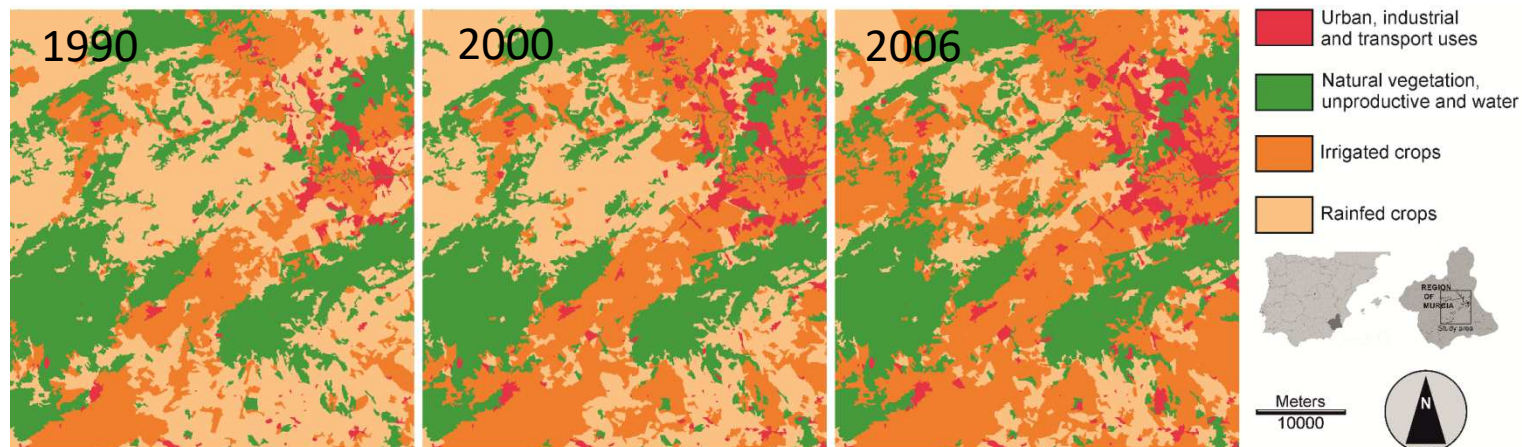 1990
2000
2006
Urban, industrial
and transport uses
Natural vegetation,
unproductive and water
Irrigated crops
Rainfed crops
REGION
OF
MURCIA
Study area
Meters
10000
N